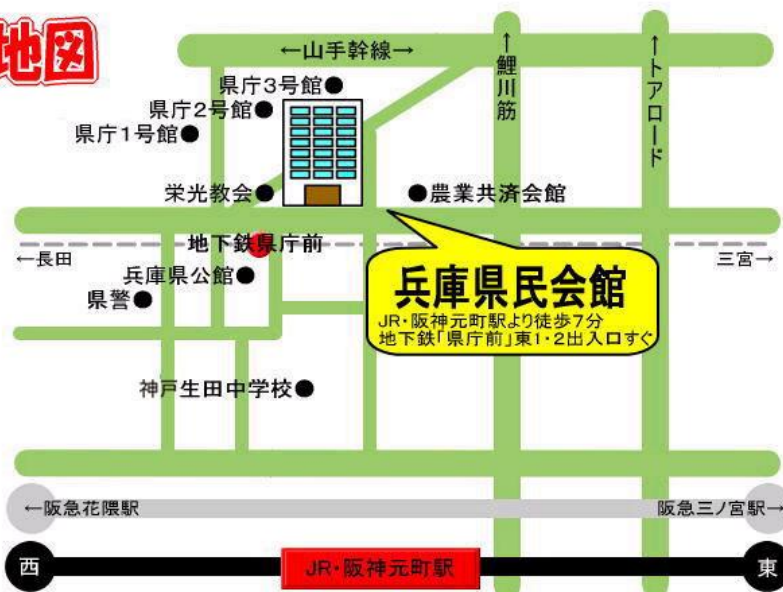 地図
←山手幹線→
↑鯉川筋
↑トアロード
県庁3号館
県庁2号館
県庁1号館
栄光教会
農業共済会館
地下鉄県庁前
←長田
三宮→
兵庫県公館
県警
兵庫県民会館
JR・阪神元町駅より徒歩7分
地下鉄「県庁前」東1・2出入口すぐ
神戸生田中学校
←阪急花隈駅
阪急三ノ宮駅→
西
JR・阪神元町駅
東